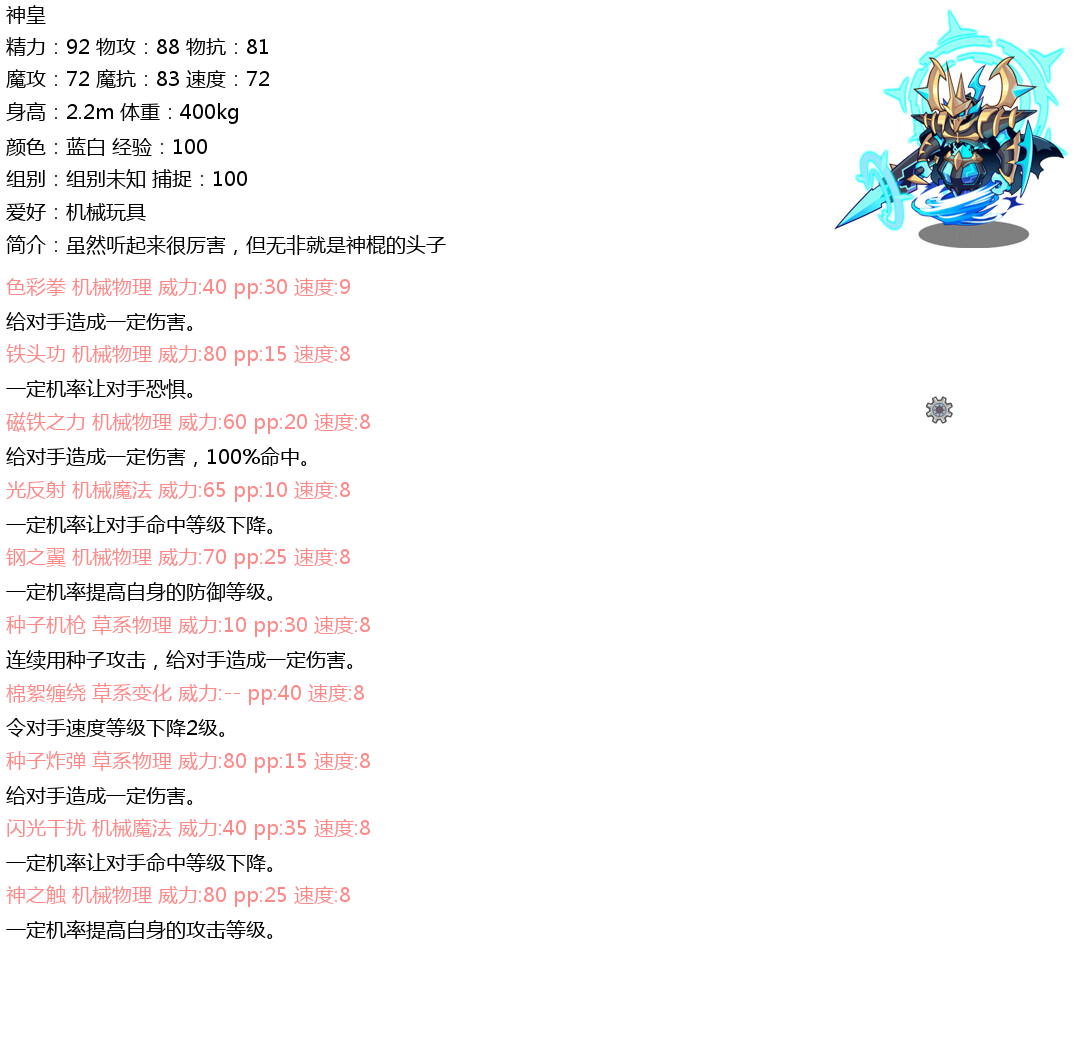 神皇
精力：92 物攻：88 物抗：81
魔攻：72 魔抗：83 速度：72
身高：2.2m 体重：400kg
颜色：蓝白 经验：100
组别：组别未知 捕捉：100
爱好：机械玩具
简介：虽然听起来很厉害，但无非就是神棍的头子
色彩拳 机械物理 威力:40 pp:30 速度:9
给对手造成一定伤害。
铁头功 机械物理 威力:80 pp:15 速度:8
一定机率让对手恐惧。
磁铁之力 机械物理 威力:60 pp:20 速度:8
给对手造成一定伤害，100%命中。
光反射 机械魔法 威力:65 pp:10 速度:8
一定机率让对手命中等级下降。
钢之翼 机械物理 威力:70 pp:25 速度:8
一定机率提高自身的防御等级。
种子机枪 草系物理 威力:10 pp:30 速度:8
连续用种子攻击，给对手造成一定伤害。
棉絮缠绕 草系变化 威力:-- pp:40 速度:8
令对手速度等级下降2级。
种子炸弹 草系物理 威力:80 pp:15 速度:8
给对手造成一定伤害。
闪光干扰 机械魔法 威力:40 pp:35 速度:8
一定机率让对手命中等级下降。
神之触 机械物理 威力:80 pp:25 速度:8
一定机率提高自身的攻击等级。